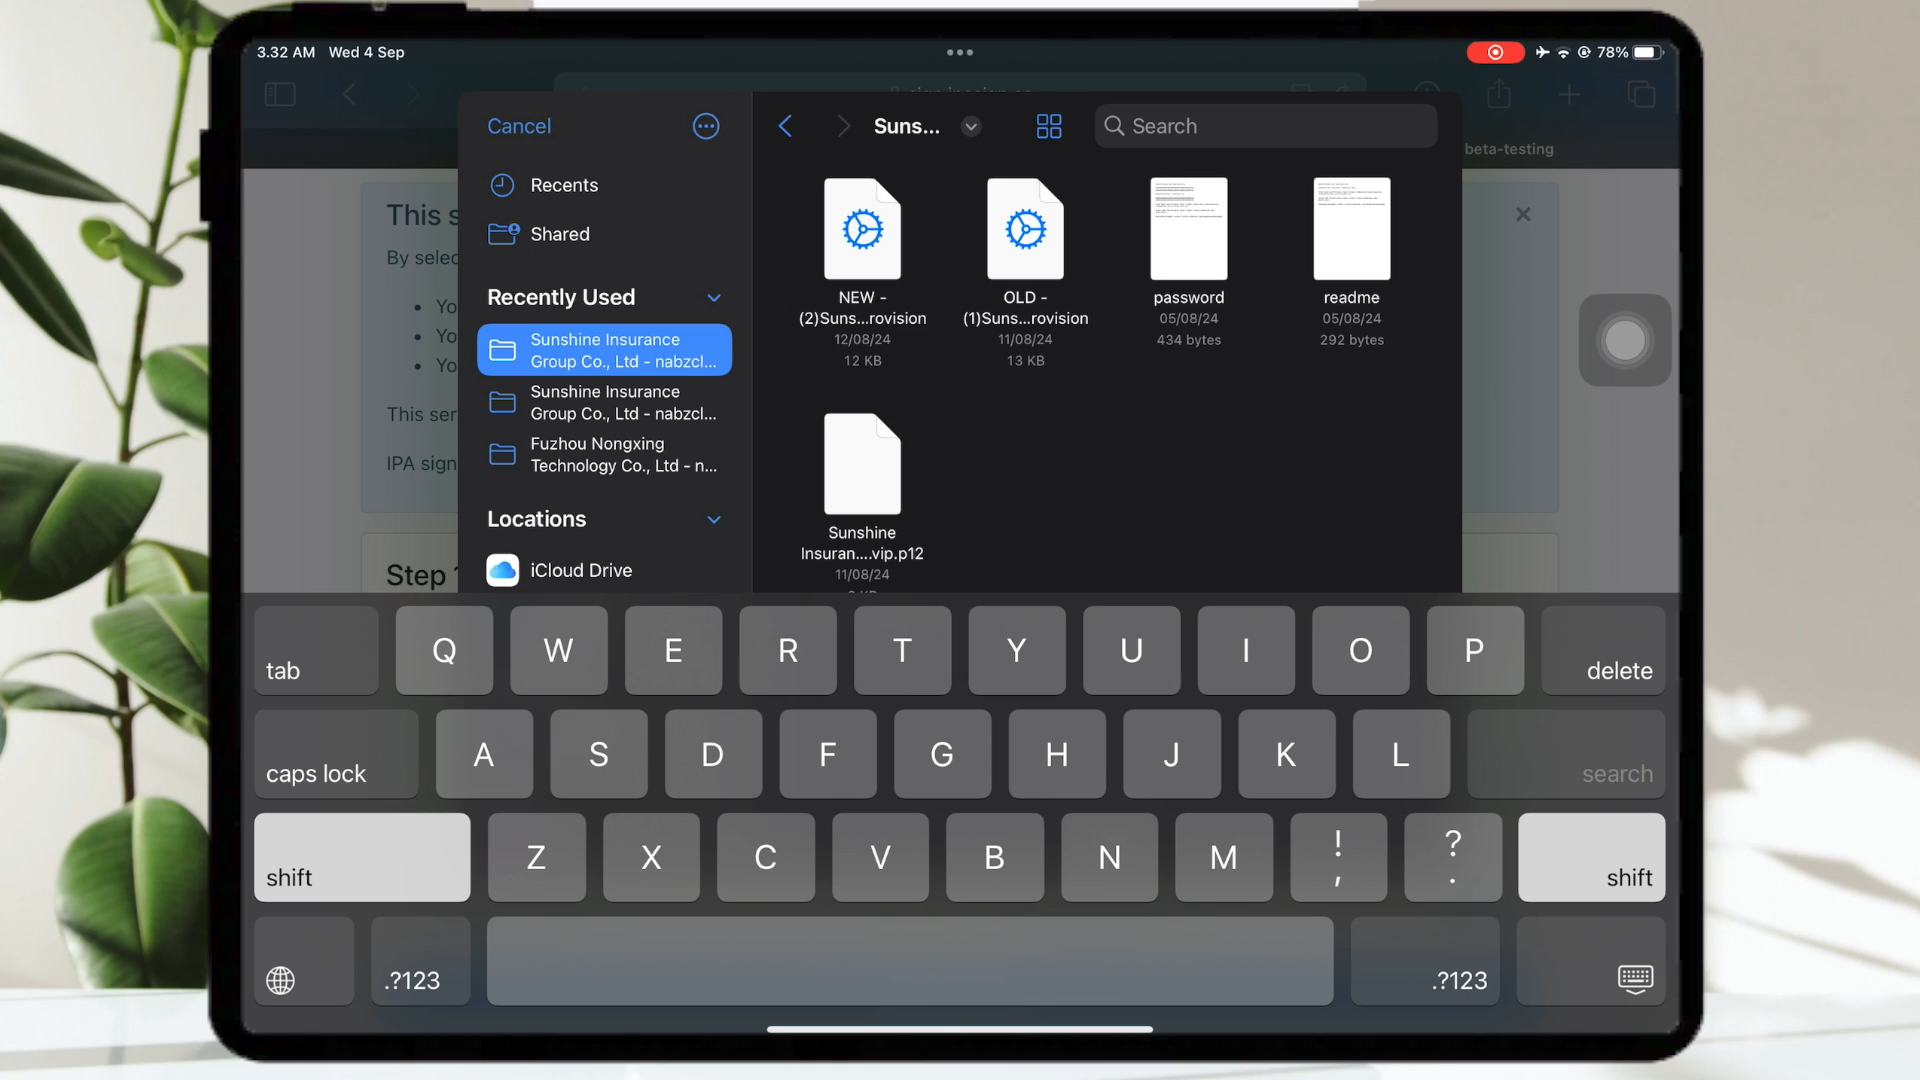 3.32 AM Wed 4 Sep
78%
Cancel
Suns...
Search
beta-testing
Recents
Shared
Recently Used
Sunshine Insurance
Group Co., Ltd - nabzcl...
Sunshine Insurance
Group Co., Ltd - nabzcl...
Fuzhou Nongxing
Technology Co., Ltd - n...
Locations
iCloud Drive
NEW -
(2)Suns...rovision
12/08/24
12 KB
OLD -
(1)Suns...rovision
11/08/24
13 KB
password
05/08/24
434 bytes
readme
05/08/24
292 bytes
Sunshine
Insuran....vip.p12
11/08/24
This s
By selec
Yo
Yo
Yo
This ser
IPA sign
Step
tab Q W E R T Y U I O P delete
caps lock A S D F G H J K L search
shift Z X C V B N M ! , ? . shift
.?123 .?123